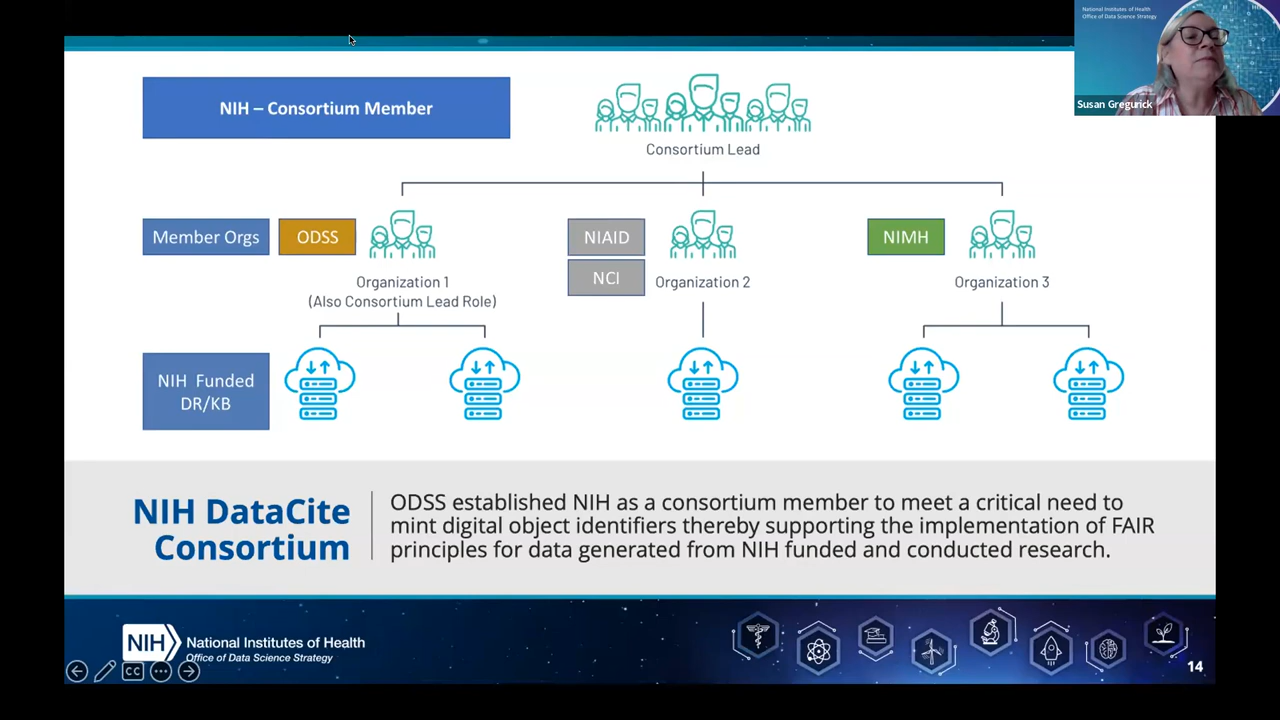 National Institutes of Health
Office of Data Science Strategy
Susan Gregurick
NIH – Consortium Member
Consortium Lead
Member Orgs
ODSS
NIAID
NCI
NIMH
Organization 1
(Also Consortium Lead Role)
Organization 2
Organization 3
NIH Funded
DR/KB
NIH DataCite
Consortium
ODSS established NIH as a consortium member to meet a critical need to
mint digital object identifiers thereby supporting the implementation of FAIR
principles for data generated from NIH funded and conducted research.
NIH
National Institutes of Health
Office of Data Science Strategy
CC
14